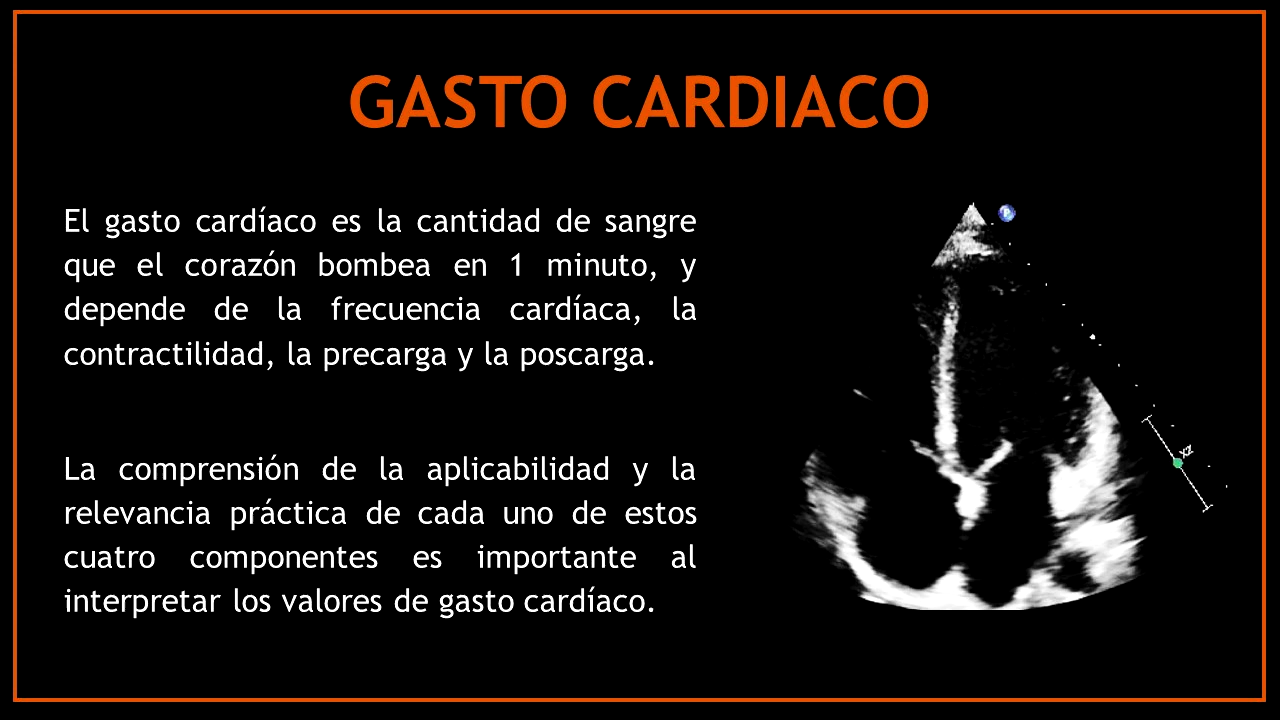 GASTO CARDIACO
El gasto cardíaco es la cantidad de sangre
que el corazón bombea en 1 minuto, y
depende de la frecuencia cardíaca, la
contractilidad, la precarga y la poscarga.
La comprensión de la aplicabilidad y la
relevancia práctica de cada uno de estos
cuatro componentes es importante al
interpretar los valores de gasto cardíaco.
P